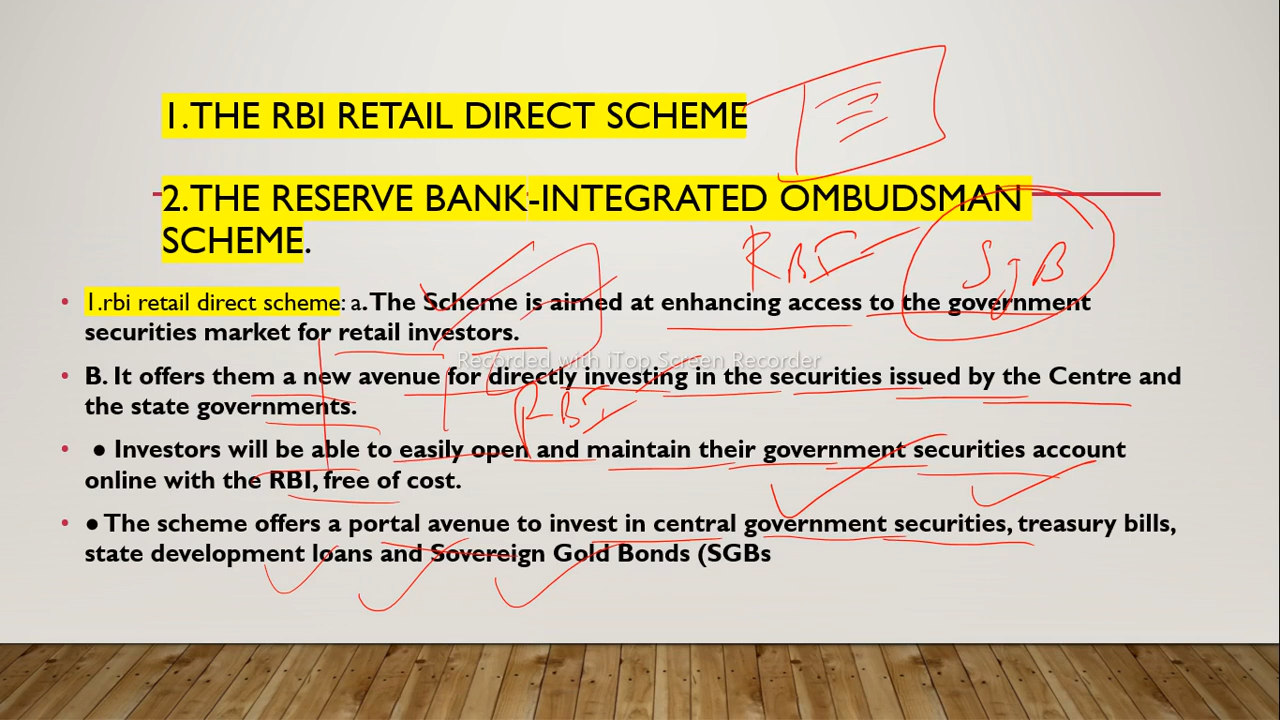 1.THE RBI RETAIL DIRECT SCHEME
2.THE RESERVE BANK-INTEGRATED OMBUDSMAN
SCHEME.
RBI
SGB
• 1.rbi retail direct scheme: a. The Scheme is aimed at enhancing access to the government
securities market for retail investors.
Recorded with iTop Screen Recorder
• B. It offers them a new avenue for directly investing in the securities issued by the Centre and
the state governments.
RBI
• ● Investors will be able to easily open and maintain their government securities account
online with the RBI, free of cost.
• ● The scheme offers a portal avenue to invest in central government securities, treasury bills,
state development loans and Sovereign Gold Bonds (SGBs